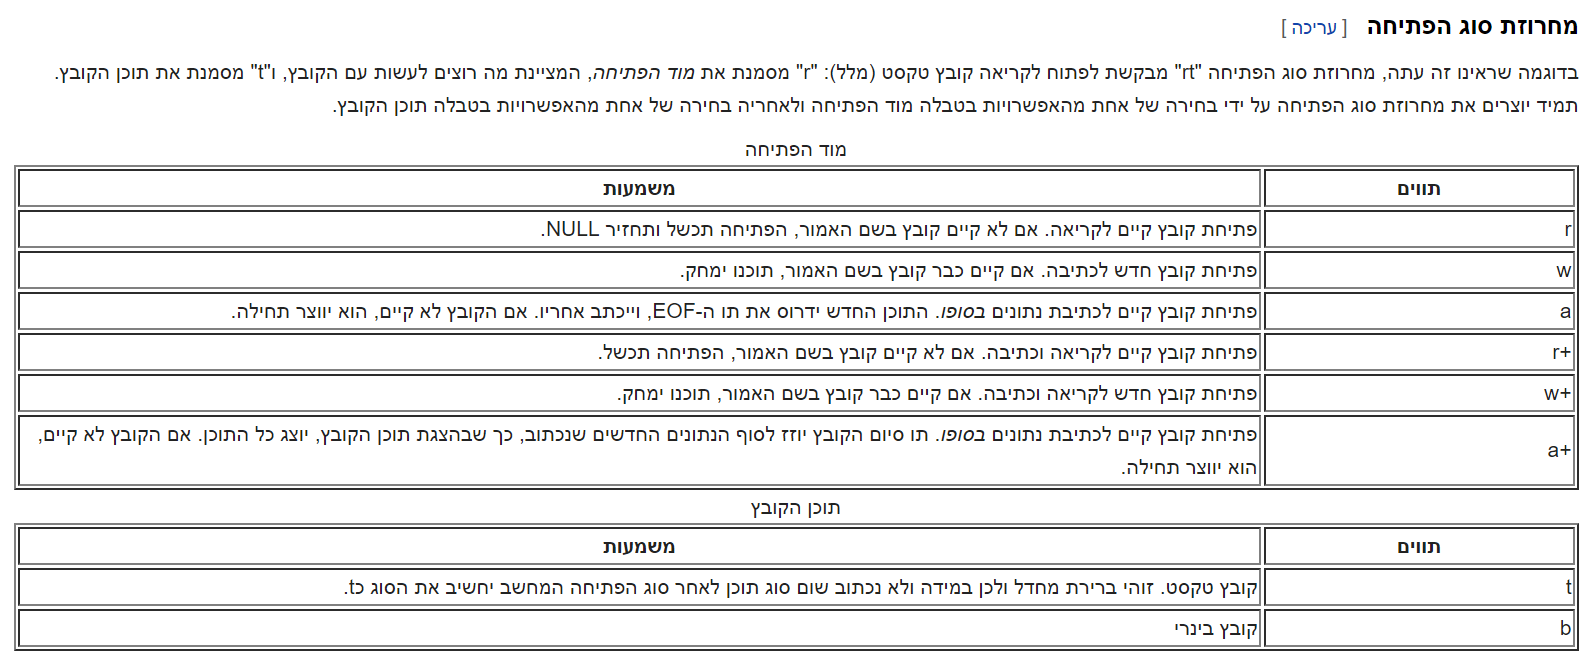 מחרוזת סוג הפתיחה [ עריכה ]
בדוגמה שראינו זה עתה, מחרוזת סוג הפתיחה "rt" מבקשת לפתוח לקריאה קובץ טקסט (מלל): "r" מסמנת את מוד הפתיחה, המציינת מה רוצים לעשות עם הקובץ, ו"t" מסמנת את תוכן הקובץ.
תמיד יוצרים את מחרוזת סוג הפתיחה על ידי בחירה של אחת מהאפשרויות בטבלה מוד הפתיחה ולאחריה בחירה של אחת מהאפשרויות בטבלה תוכן הקובץ.
מוד הפתיחה
תווים משמעות
r פתיחת קובץ קיים לקריאה. אם לא קיים קובץ בשם האמור, הפתיחה תכשל ותחזיר NULL.
w פתיחת קובץ חדש לכתיבה. אם קיים כבר קובץ בשם האמור, תוכנו ימחק.
a פתיחת קובץ קיים לכתיבת נתונים בסופו. התוכן החדש ידרוס את תו ה-EOF, וייכתב אחריו. אם הקובץ לא קיים, הוא יווצר תחילה.
r+ פתיחת קובץ קיים לקריאה וכתיבה. אם לא קיים קובץ בשם האמור, הפתיחה תכשל.
w+ פתיחת קובץ חדש לקריאה וכתיבה. אם קיים כבר קובץ בשם האמור, תוכנו ימחק.
a+ פתיחת קובץ קיים לכתיבת נתונים בסופו. תו סיום הקובץ יוזז לסוף הנתונים החדשים שנכתוב, כך שבהצגת תוכן הקובץ, יוצג כל התוכן. אם הקובץ לא קיים,
הוא יווצר תחילה.
תוכן הקובץ
תווים משמעות
t קובץ טקסט. זוהי ברירת מחדל ולכן במידה ולא נכתוב שום סוג תוכן לאחר סוג הפתיחה המחשב יחשיב את הסוג כt.
b קובץ בינרי